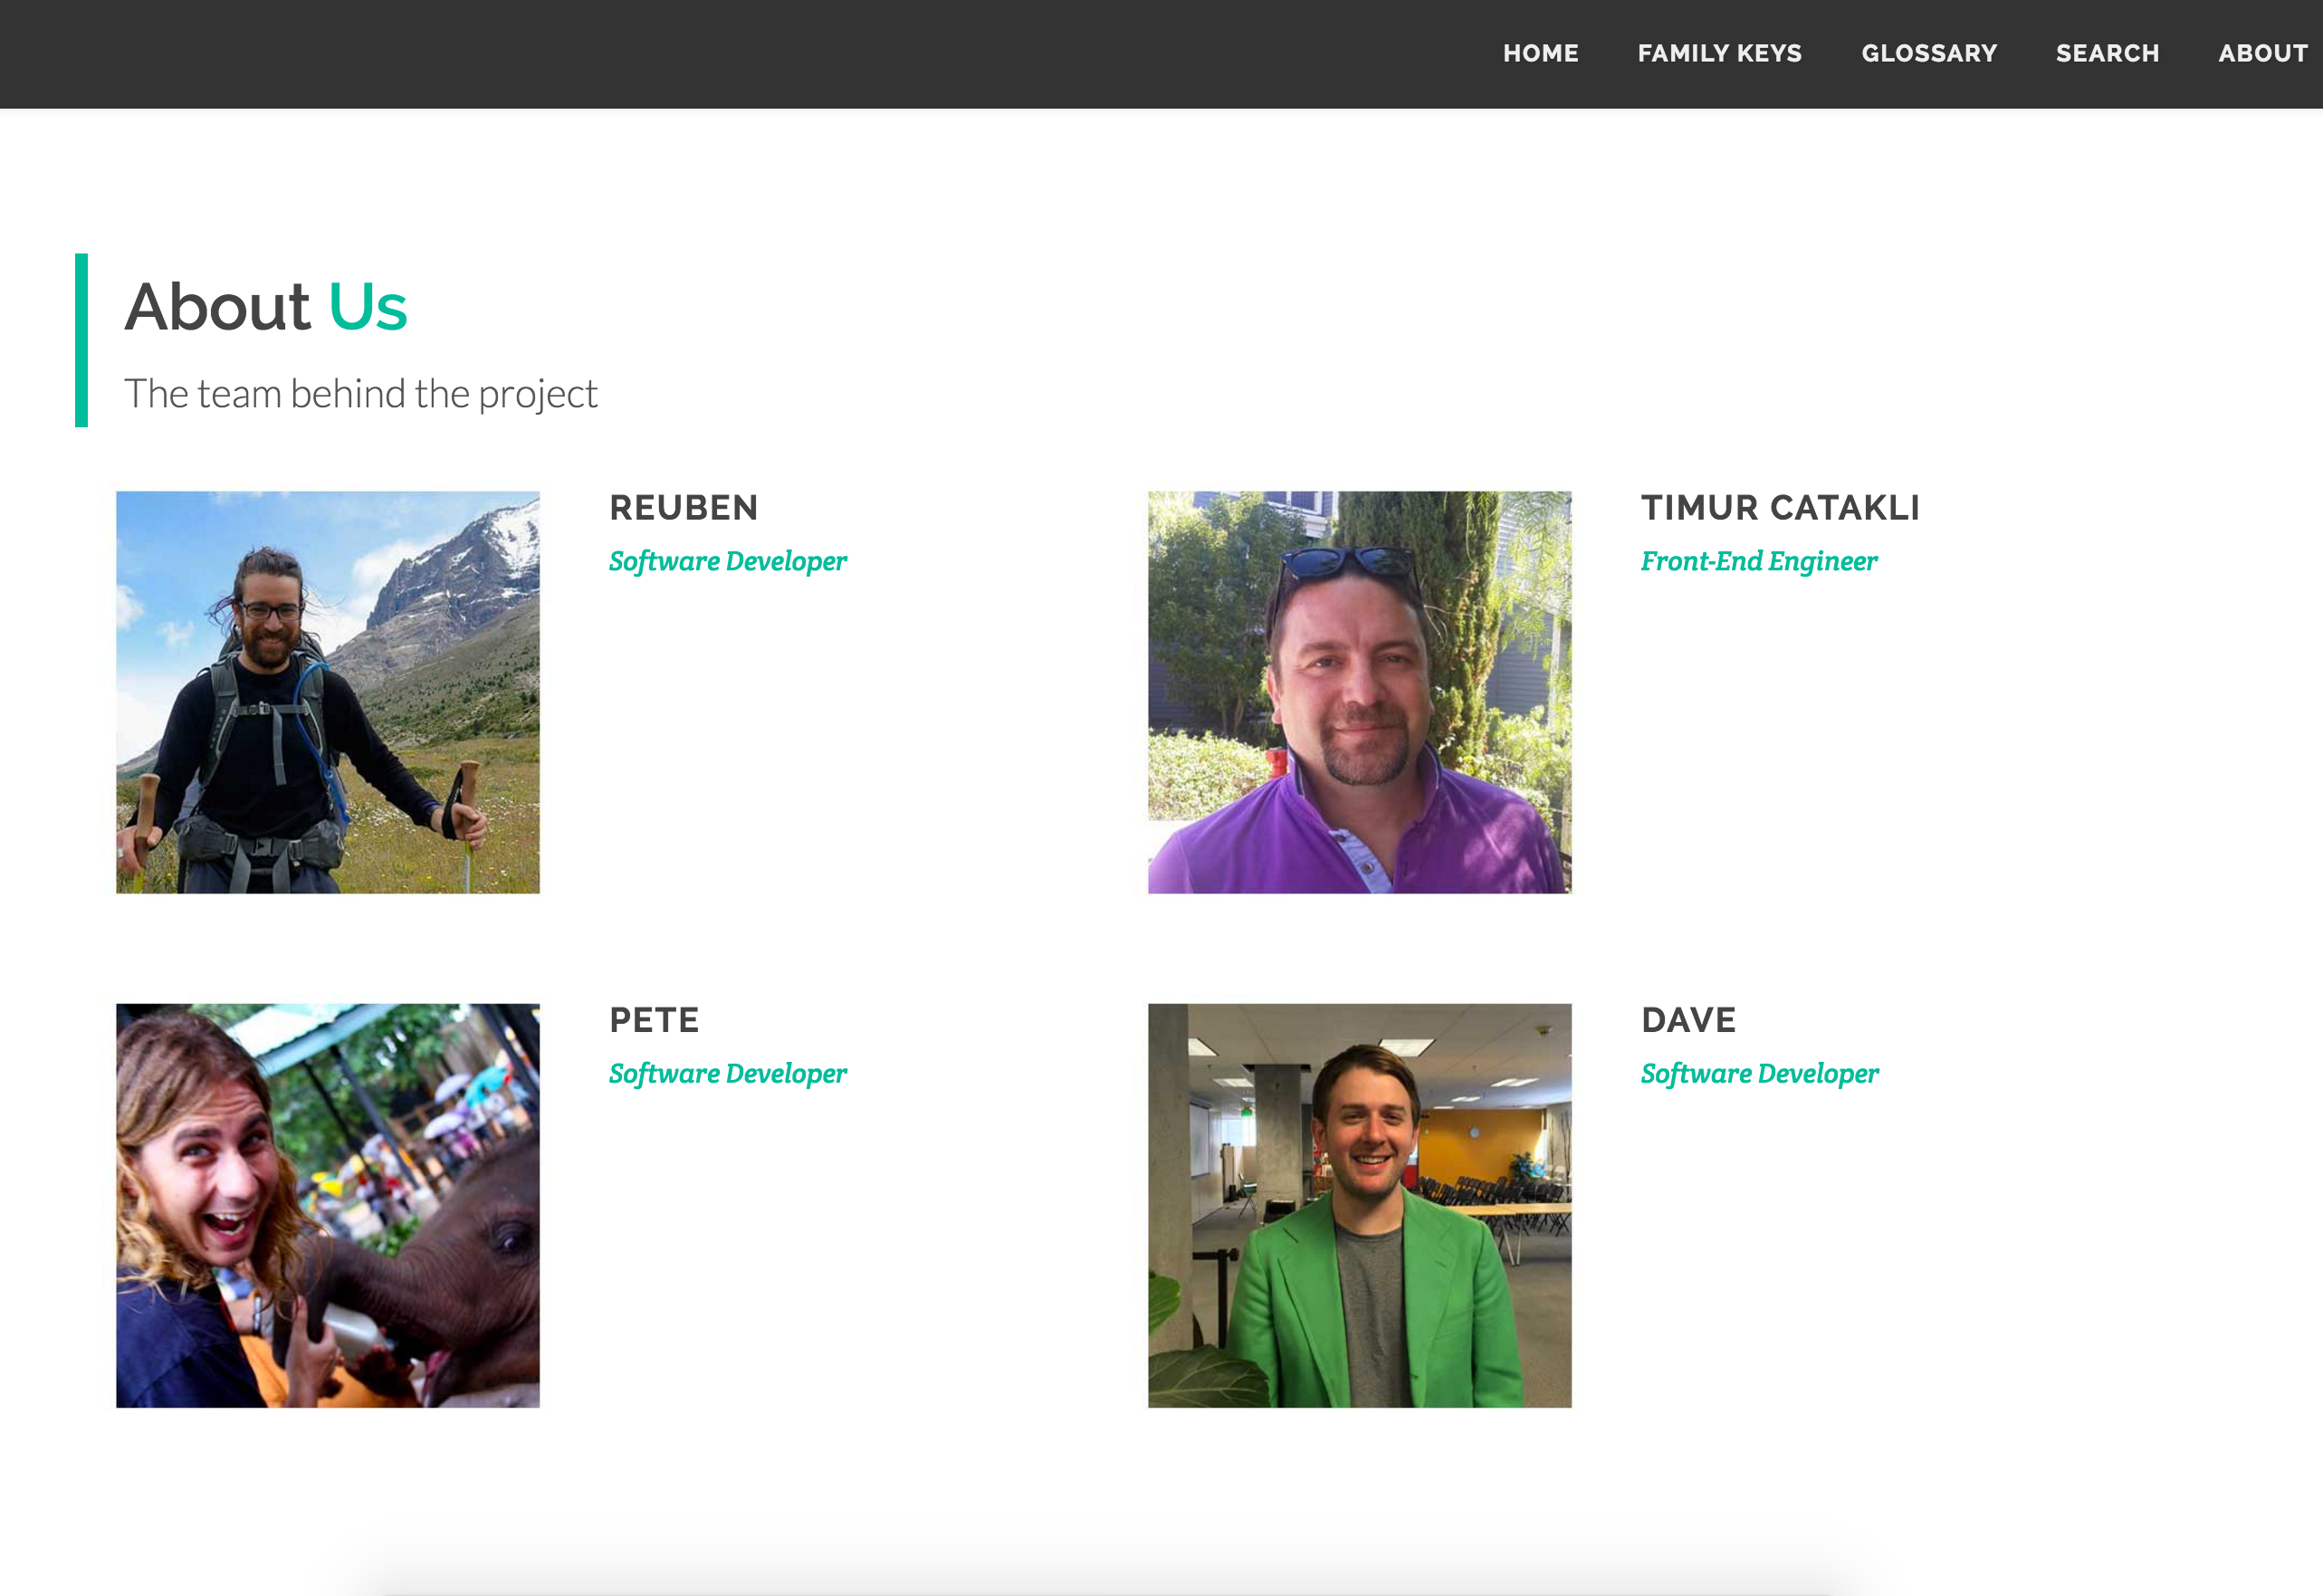 HOME FAMILY KEYS GLOSSARY SEARCH ABOUT
About Us
The team behind the project
REUBEN
Software Developer
TIMUR CATAKLI
Front-End Engineer
PETE
Software Developer
DAVE
Software Developer